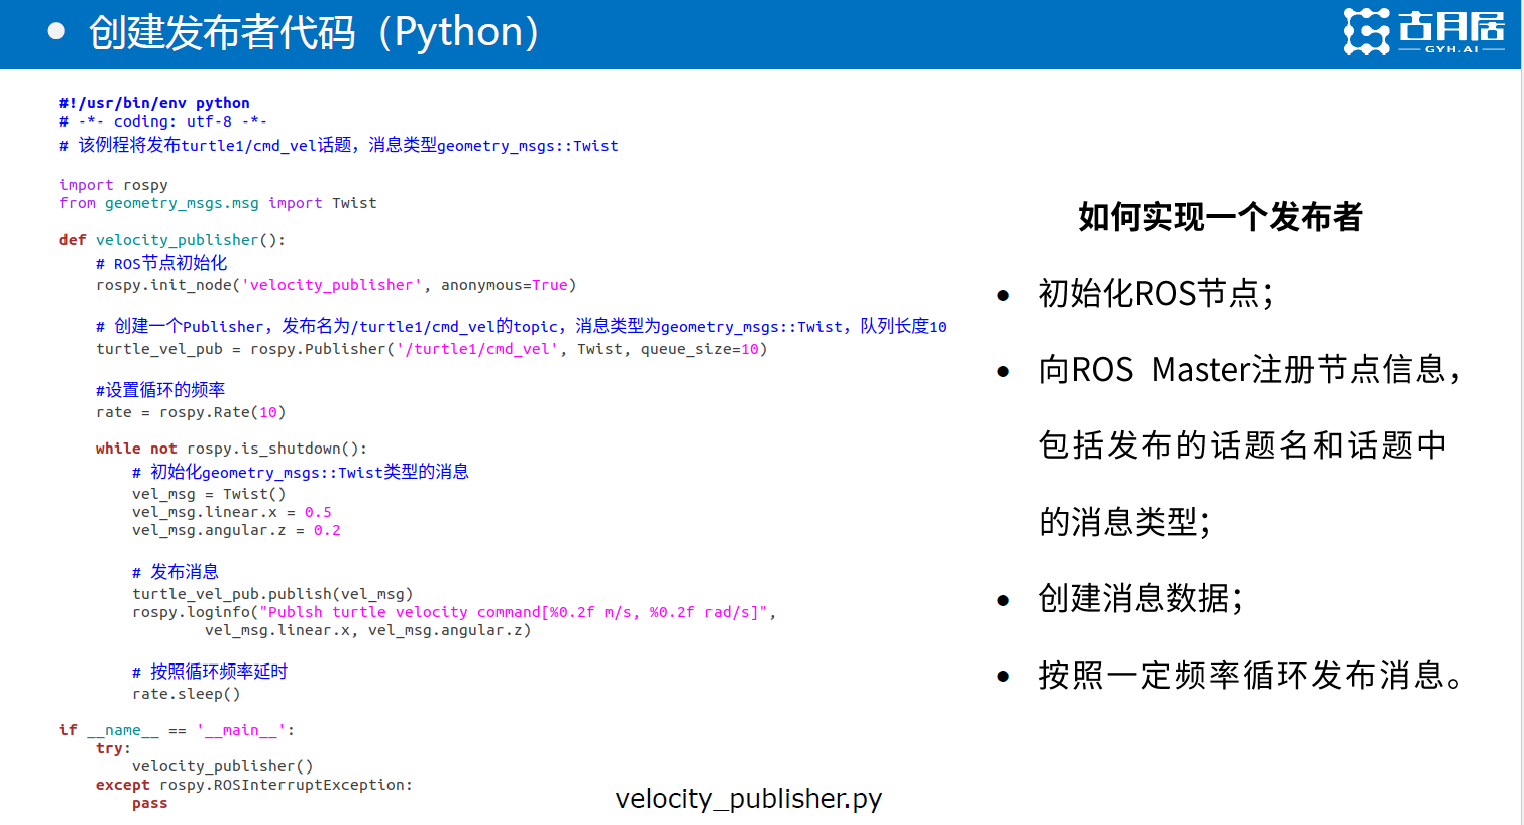 ● 创建发布者代码（Python）
古月居
GYH.AI
#!/usr/bin/env python
# -*- coding: utf-8 -*-
# 该例程将发布turtle1/cmd_vel话题，消息类型geometry_msgs::Twist
import rospy
from geometry_msgs.msg import Twist
def velocity_publisher():
# ROS节点初始化
rospy.init_node('velocity_publisher', anonymous=True)
# 创建一个Publisher，发布名为/turtle1/cmd_vel的topic，消息类型为geometry_msgs::Twist，队列长度10
turtle_vel_pub = rospy.Publisher('/turtle1/cmd_vel', Twist, queue_size=10)
#设置循环的频率
rate = rospy.Rate(10)
while not rospy.is_shutdown():
# 初始化geometry_msgs::Twist类型的消息
vel_msg = Twist()
vel_msg.linear.x = 0.5
vel_msg.angular.z = 0.2
# 发布消息
turtle_vel_pub.publish(vel_msg)
rospy.loginfo("Publsh turtle velocity command[%0.2f m/s, %0.2f rad/s]",
vel_msg.linear.x, vel_msg.angular.z)
# 按照循环频率延时
rate.sleep()
if __name__ == '__main__':
try:
velocity_publisher()
except rospy.ROSInterruptException:
pass
velocity_publisher.py
如何实现一个发布者
● 初始化ROS节点；
● 向ROS Master注册节点信息，
包括发布的话题名和话题中
的消息类型；
● 创建消息数据；
● 按照一定频率循环发布消息。